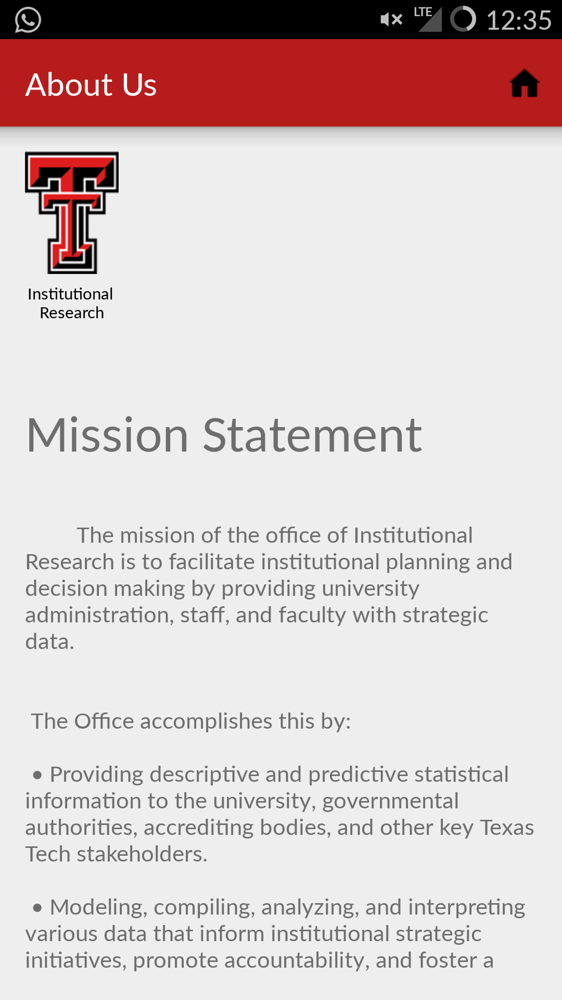 LTE 12:35
About Us
Institutional
Research
Mission Statement
The mission of the office of Institutional
Research is to facilitate institutional planning and
decision making by providing university
administration, staff, and faculty with strategic
data.
The Office accomplishes this by:
• Providing descriptive and predictive statistical
information to the university, governmental
authorities, accrediting bodies, and other key Texas
Tech stakeholders.
• Modeling, compiling, analyzing, and interpreting
various data that inform institutional strategic
initiatives, promote accountability, and foster a